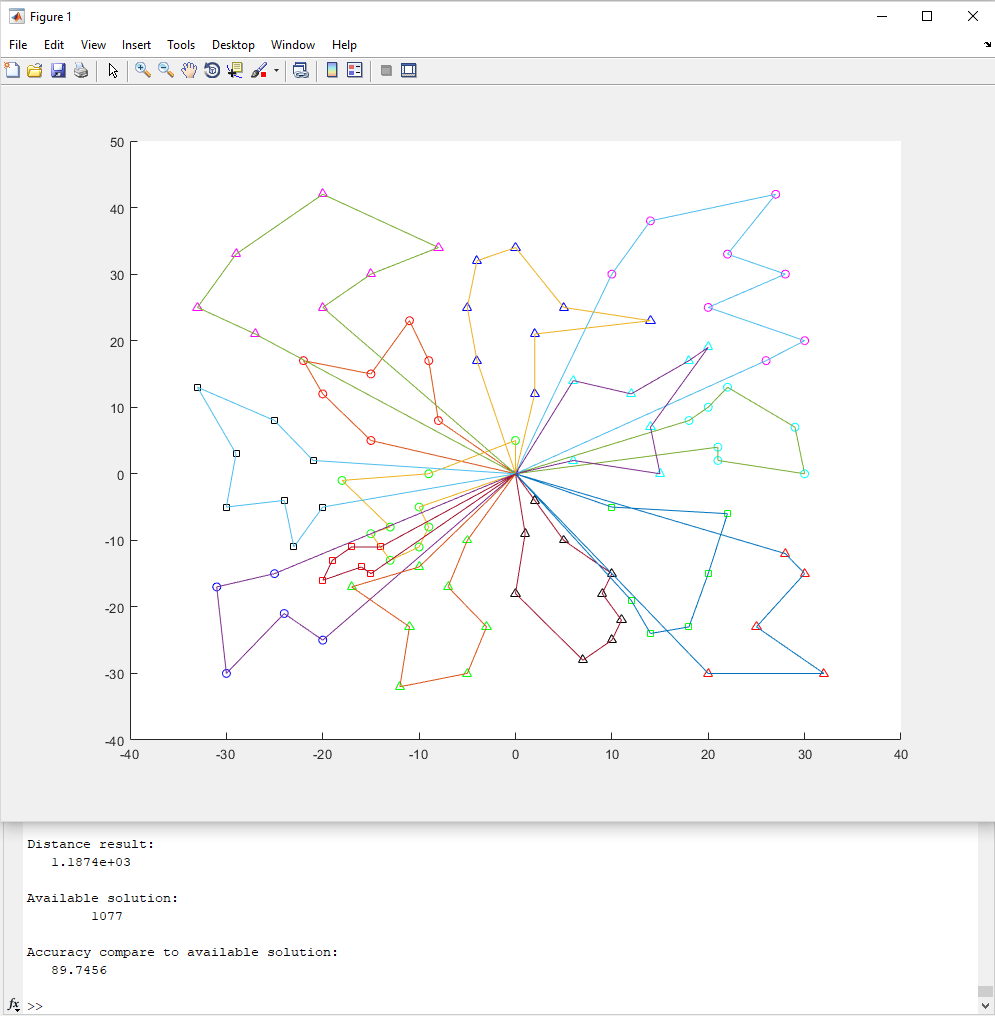 Figure 1
File Edit View Insert Tools Desktop Window Help
50
40
30
20
10
0
-10
-20
-30
-40
-40 -30 -20 -10 0 10 20 30 40
Distance result:
1.1874e+03
Available solution:
1077
Accuracy compare to available solution:
89.7456
fx >>